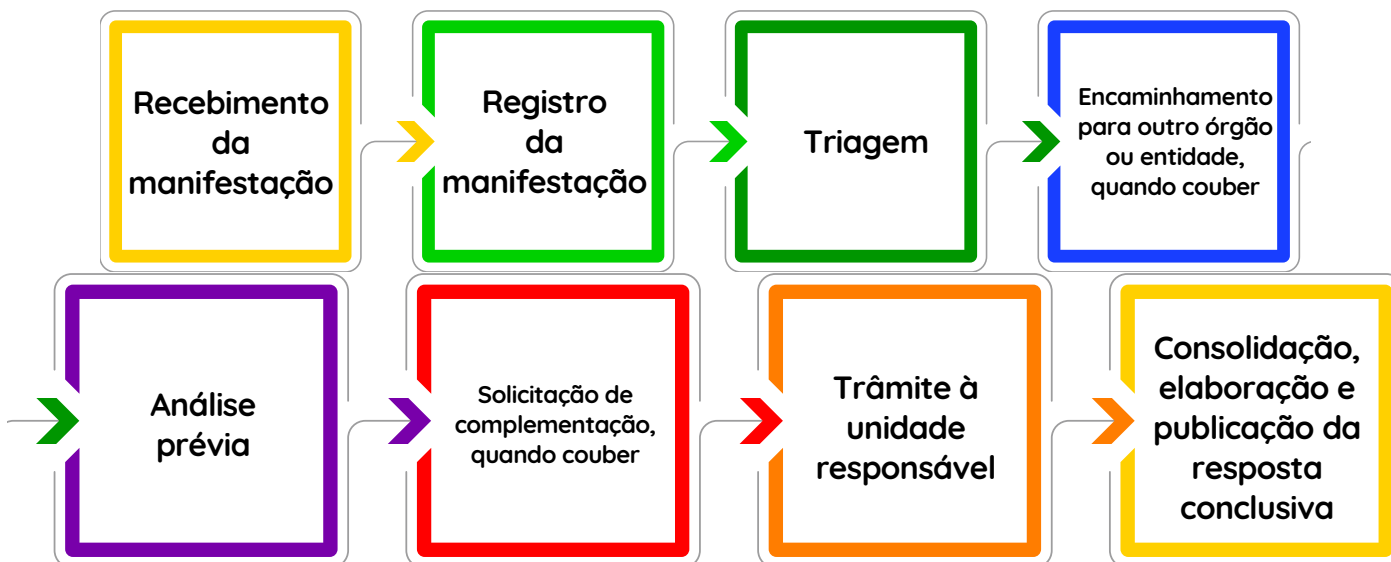 Recebimento
da
manifestação
Registro
da
manifestação
Triagem
Encaminhamento
para outro órgão
ou entidade,
quando couber
Análise
prévia
Solicitação de
complementação,
quando couber
Trâmite à
unidade
responsável
Consolidação,
elaboração e
publicação da
resposta
conclusiva